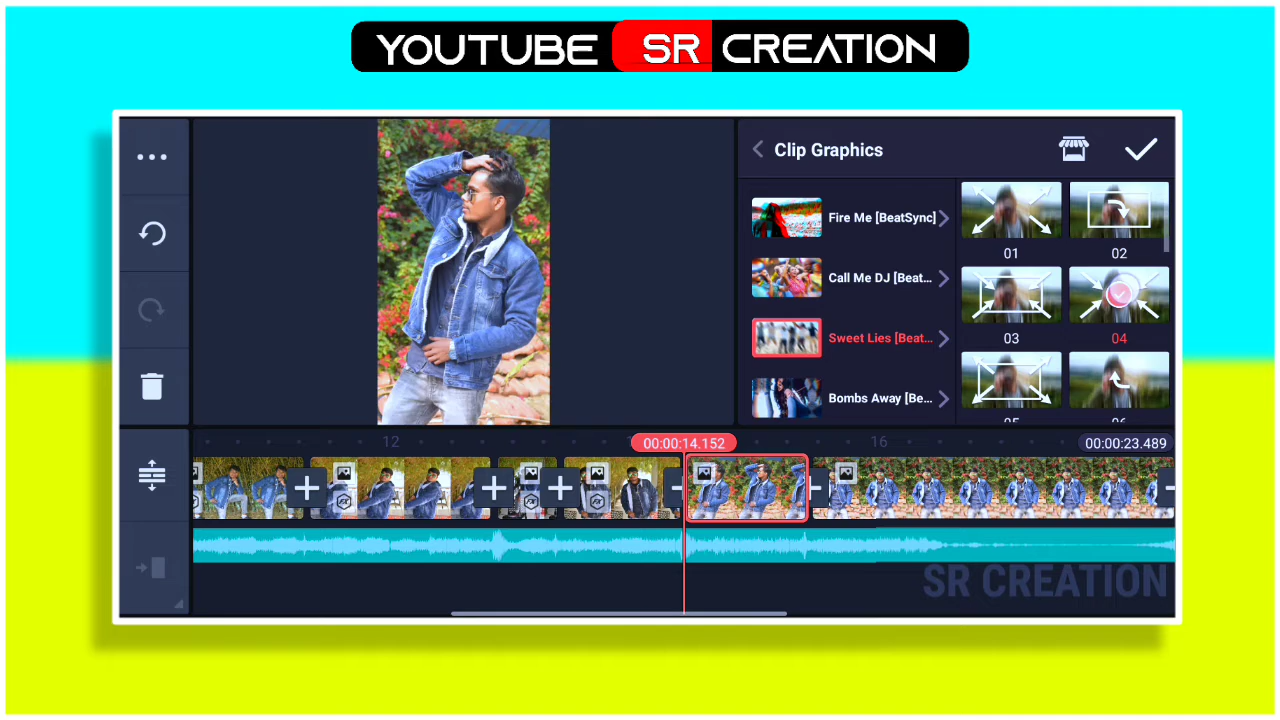 YOUTUBE SR CREATION
Clip Graphics
Fire Me [BeatSync]
01
02
Call Me DJ [Beat...
Sweet Lies [Beat...
03
04
Bombs Away [Be...
12
00:00:14.152
16
00:00:23.489
SR CREATION